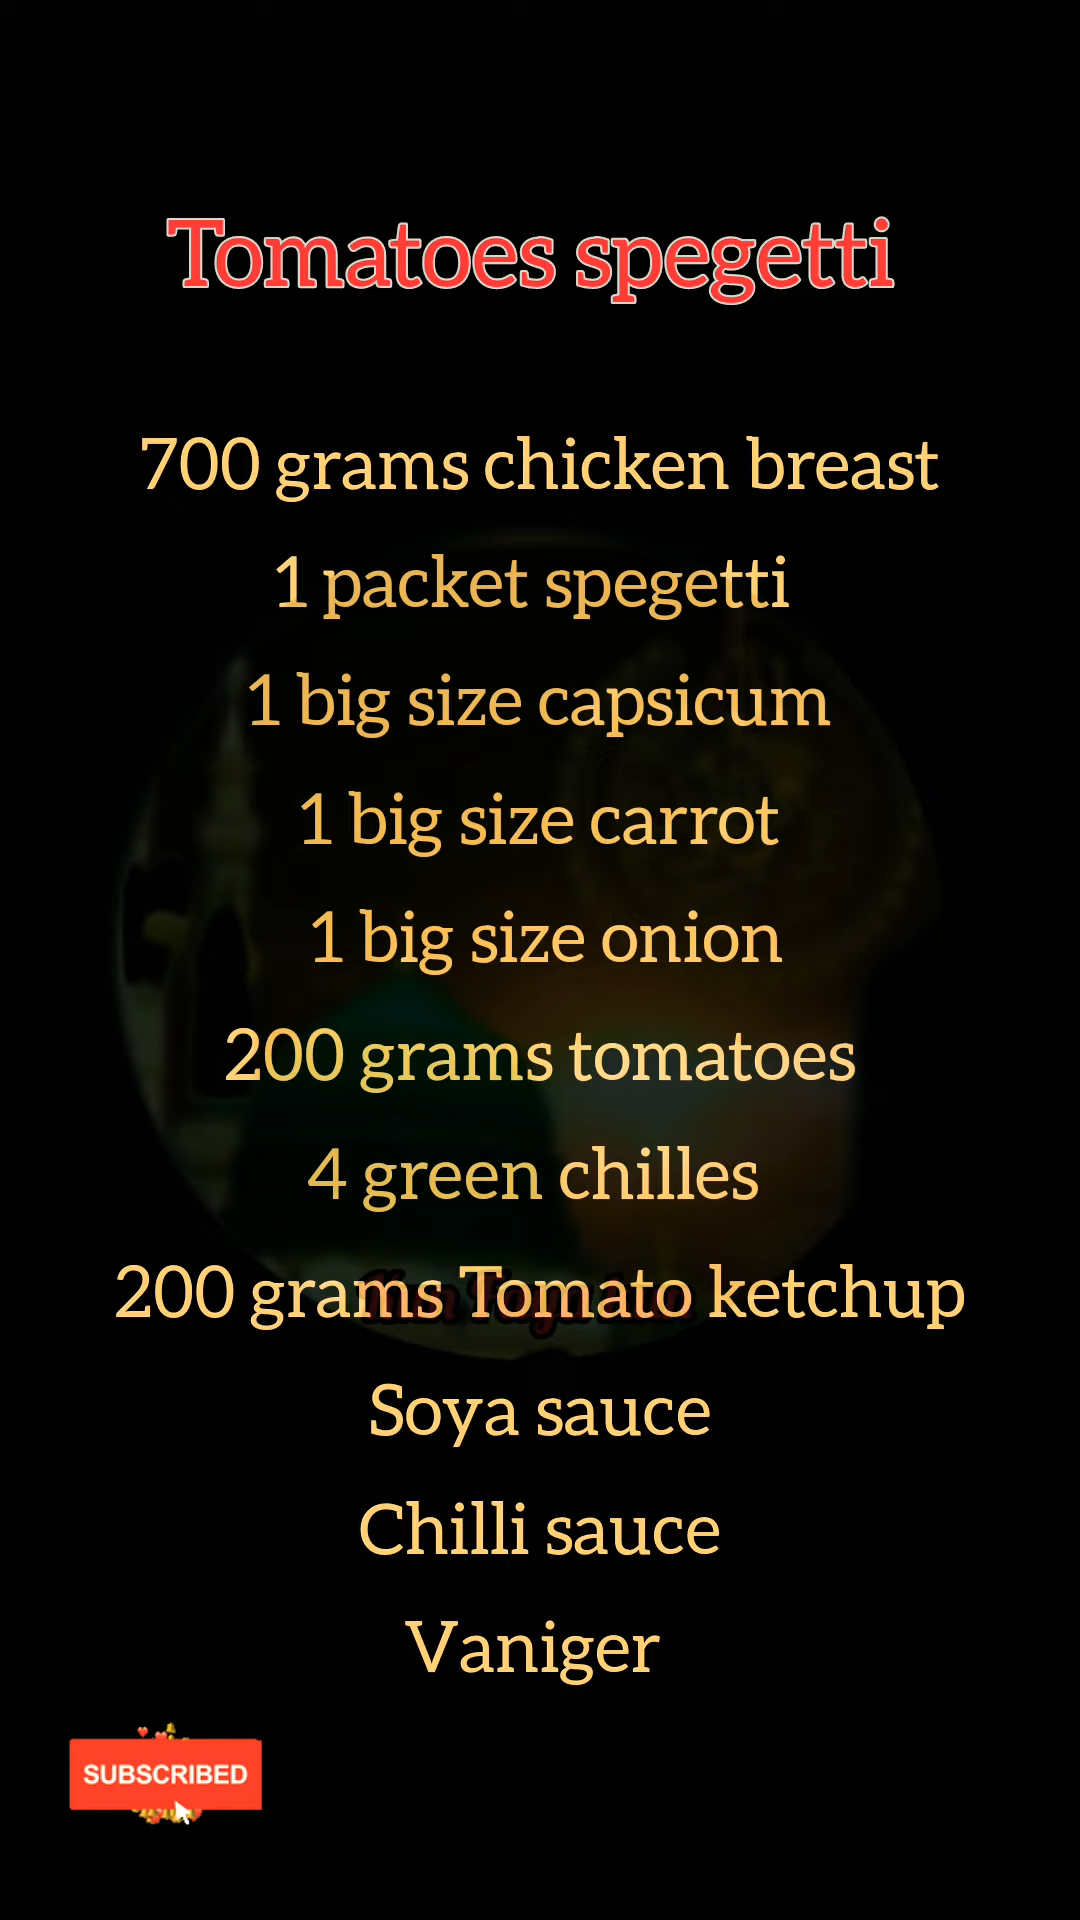 Tomatoes spegetti
700 grams chicken breast
1 packet spegetti
1 big size capsicum
1 big size carrot
1 big size onion
200 grams tomatoes
4 green chilles
200 grams Tomato ketchup
Soya sauce
Chilli sauce
Vaniger
SUBSCRIBED